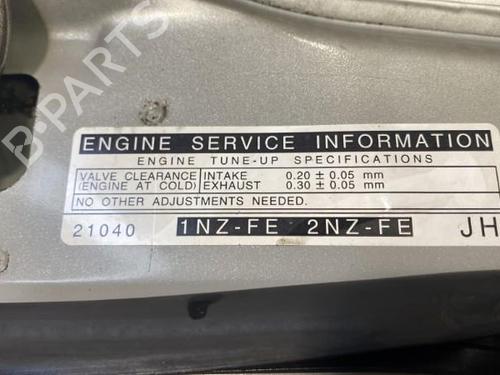 B-PARTS
ENGINE SERVICE INFORMATION
ENGINE TUNE-UP SPECIFICATIONS
VALVE CLEARANCE INTAKE 0.20 ± 0.05 mm
(ENGINE AT COLD) EXHAUST 0.30 ± 0.05 mm
NO OTHER ADJUSTMENTS NEEDED.
21040 1NZ-FE 2NZ-FE JH